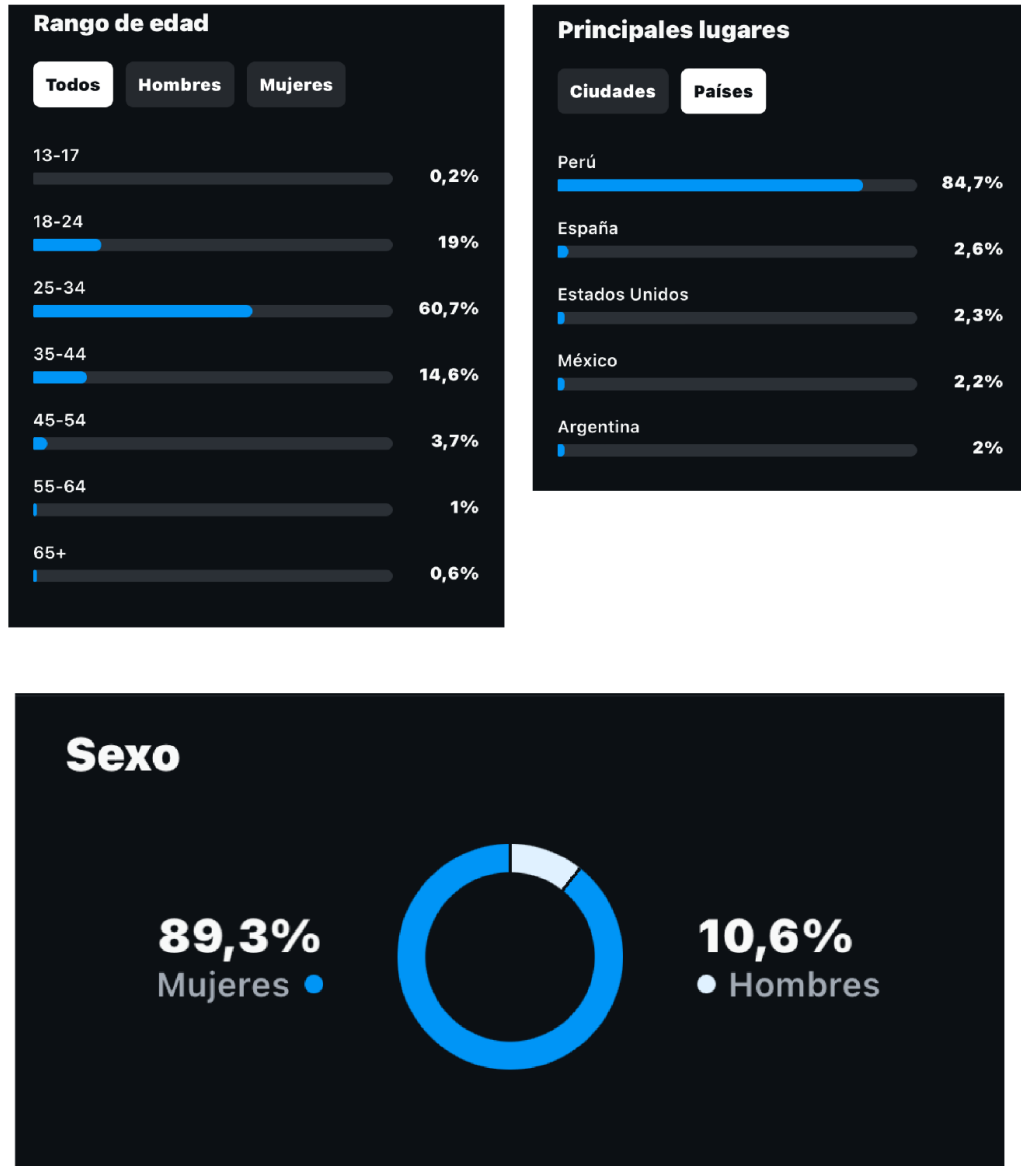 Rango de edad
Todos Hombres Mujeres
13-17
0,2%
18-24
19%
25-34
60,7%
35-44
14,6%
45-54
3,7%
55-64
1%
65+
0,6%
Principales lugares
Ciudades Países
Perú
84,7%
España
2,6%
Estados Unidos
2,3%
México
2,2%
Argentina
2%
Sexo
89,3%
Mujeres
10,6%
Hombres